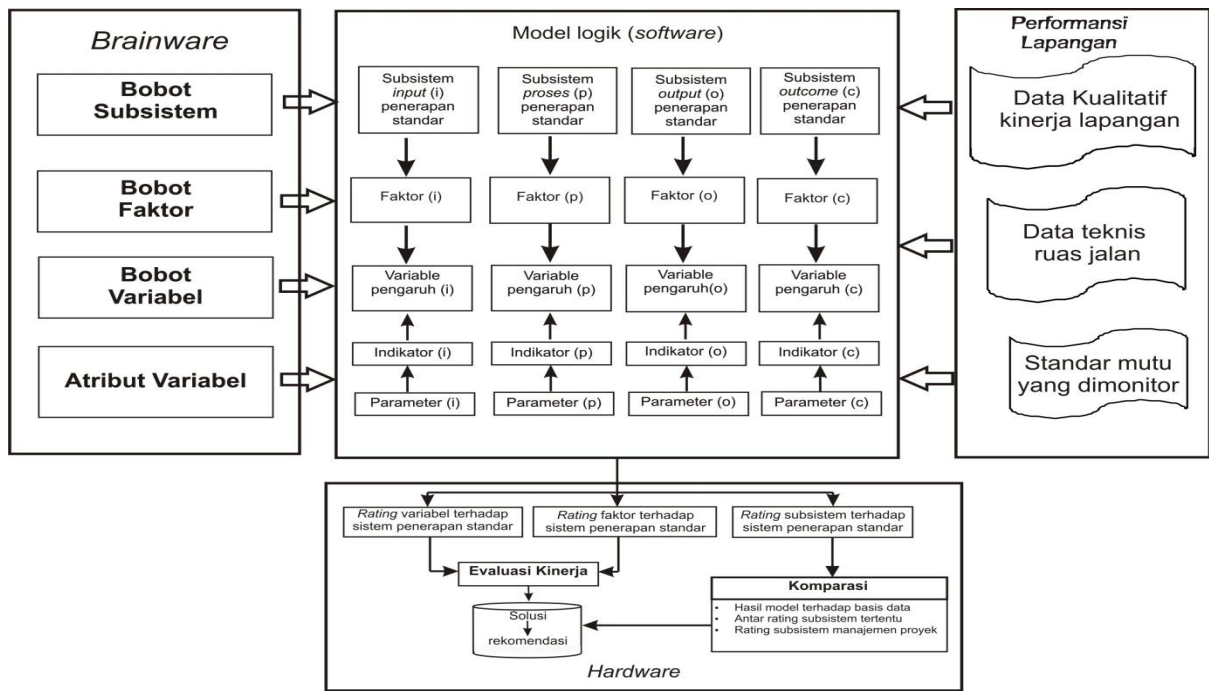 Brainware
Bobot
Subsistem
Bobot
Faktor
Bobot
Variabel
Atribut Variabel
Model logik (software)
Subsistem
input (i)
penerapan
standar
Subsistem
proses (p)
penerapan
standar
Subsistem
output (o)
penerapan
standar
Subsistem
outcome (c)
penerapan
standar
Faktor (i)
Faktor (p)
Faktor (o)
Faktor (c)
Variable
pengaruh (i)
Variable
pengaruh (p)
Variable
pengaruh(o)
Variable
pengaruh (c)
Indikator (i)
Indikator (p)
Indikator (o)
Indikator (c)
Parameter (i)
Parameter (p)
Parameter (o)
Parameter (c)
Performansi
Lapangan
Data Kualitatif
kinerja lapangan
Data teknis
ruas jalan
Standar mutu
yang dimonitor
Rating variabel terhadap
sistem penerapan standar
Rating faktor terhadap
sistem penerapan standar
Rating subsistem terhadap
sistem penerapan standar
Evaluasi Kinerja
Solusi
rekomendasi
Komparasi
• Hasil model terhadap basis data
• Antar rating subsistem tertentu
• Rating subsistem manajemen proyek
Hardware